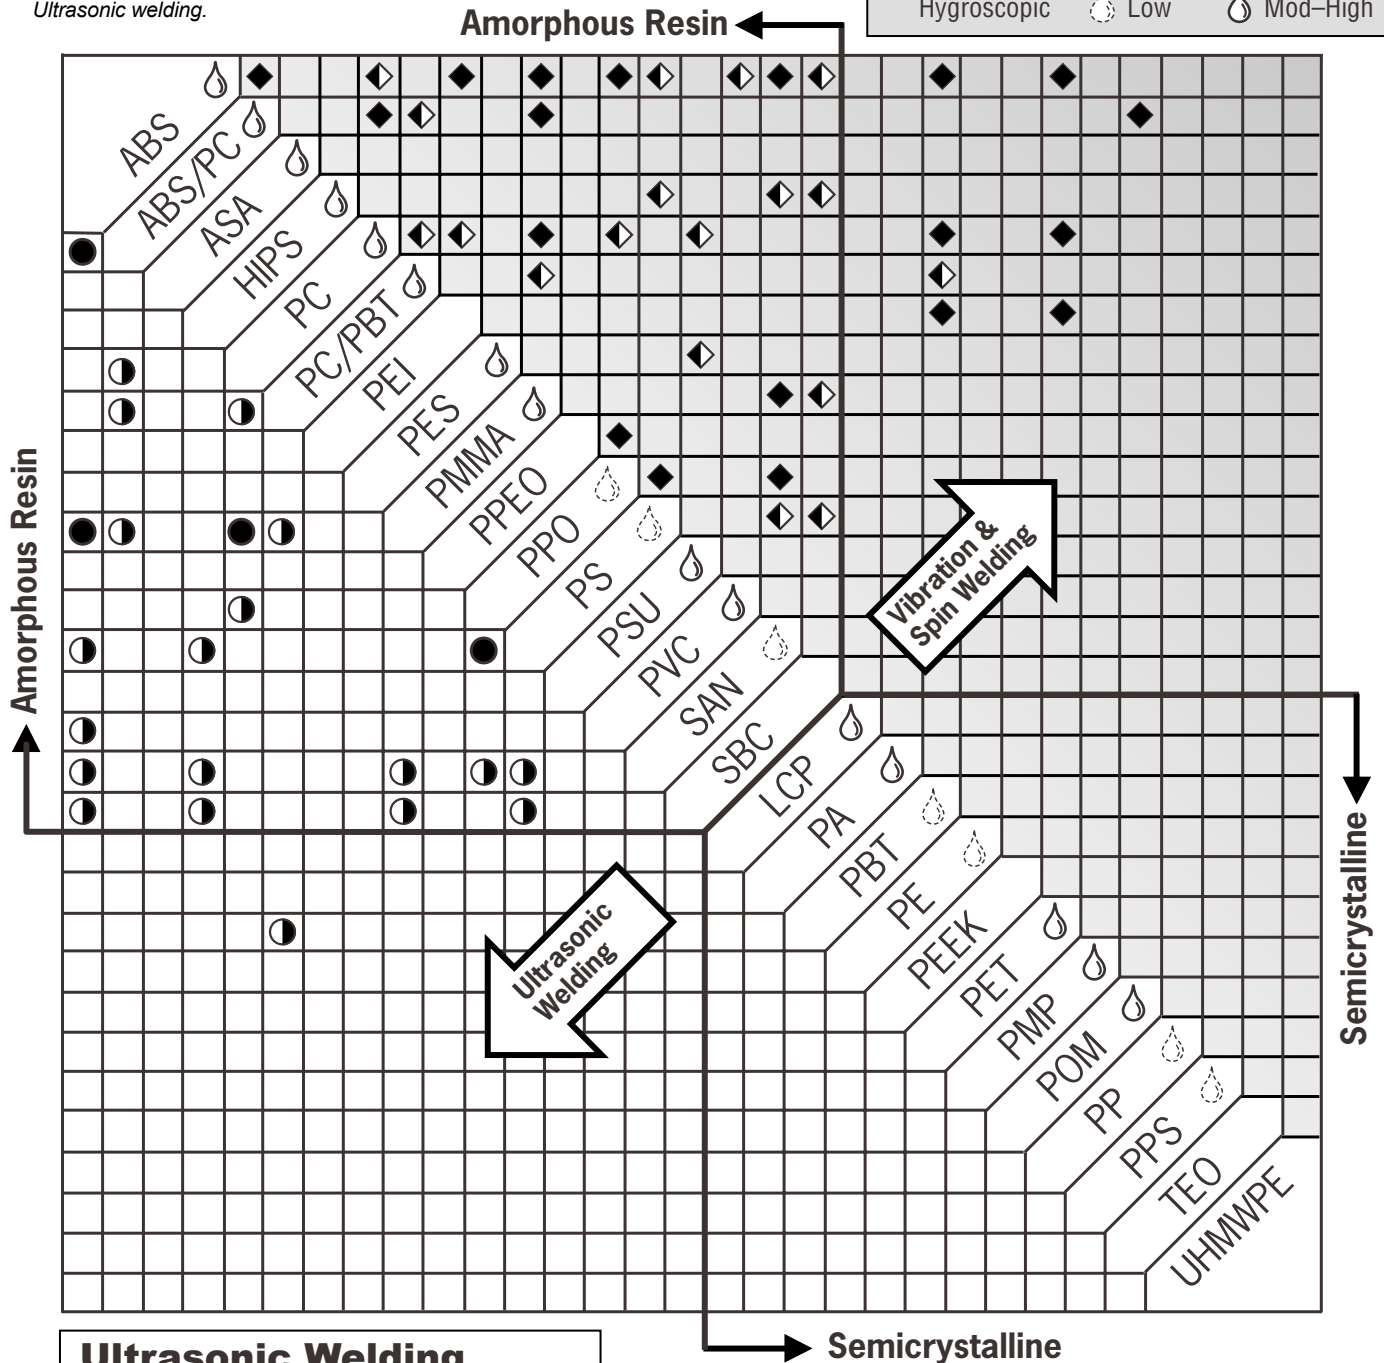 Ultrasonic welding.
Hygroscopic Low Mod–High
Amorphous Resin
ABS
ABS/PC
ASA
HIPS
PC
PC/PBT
PEI
PES
PMMA
PPEO
PPO
PS
PSU
PVC
SAN
SBC
LCP
PA
PBT
PE
PEEK
PET
PMP
POM
PP
PPS
TEO
UHMWPE
Amorphous Resin
Vibration &
Spin Welding
Ultrasonic
Welding
Semicrystalline
Semicrystalline
Ultrasonic Welding